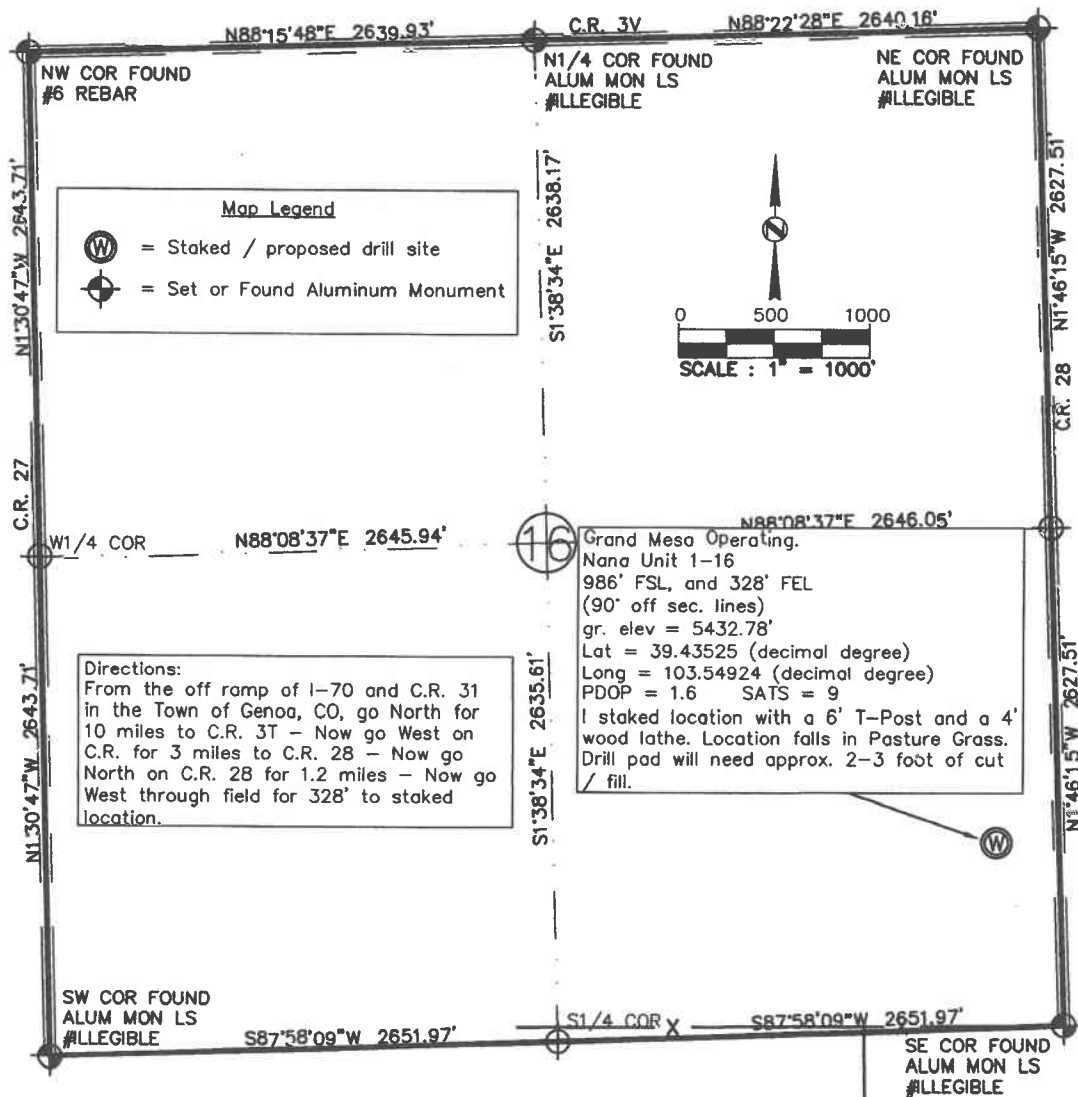 N88°15'48"E 2639.93'
C.R. 3V
N88°22'28"E 2640.16'
NW COR FOUND
#6 REBAR
N1/4 COR FOUND
ALUM MON LS
#ILLEGIBLE
NE COR FOUND
ALUM MON LS
#ILLEGIBLE
N1°30'47"W 2643.71'
Map Legend
W = Staked / proposed drill site
= Set or Found Aluminum Monument
S1°38'34"E 2638.17'
N
0 500 1000
SCALE : 1" = 1000'
N1°46'15"W 2627.51'
C.R. 28
C.R. 27
W1/4 COR
N88°08'37"E 2645.94'
16
N88°08'37"E 2646.05'
Grand Mesa Operating.
Nana Unit 1-16
986' FSL, and 328' FEL
(90° off sec. lines)
gr. elev = 5432.78'
Lat = 39.43525 (decimal degree)
Long = 103.54924 (decimal degree)
PDOP = 1.6 SATS = 9
I staked location with a 6' T-Post and a 4'
wood lathe. Location falls in Pasture Grass.
Drill pad will need approx. 2-3 foot of cut
/ fill.
Directions:
From the off ramp of I-70 and C.R. 31
in the Town of Genoa, CO, go North for
10 miles to C.R. 3T - Now go West on
C.R. for 3 miles to C.R. 28 - Now go
North on C.R. 28 for 1.2 miles - Now go
West through field for 328' to staked
location.
N1°30'47"W 2643.71'
S1°38'34"E 2635.61'
N1°46'15"W 2627.51'
W
SW COR FOUND
ALUM MON LS
#ILLEGIBLE
S87°58'09"W 2651.97'
S1/4 COR
X
S87°58'09"W 2651.97'
SE COR FOUND
ALUM MON LS
#ILLEGIBLE